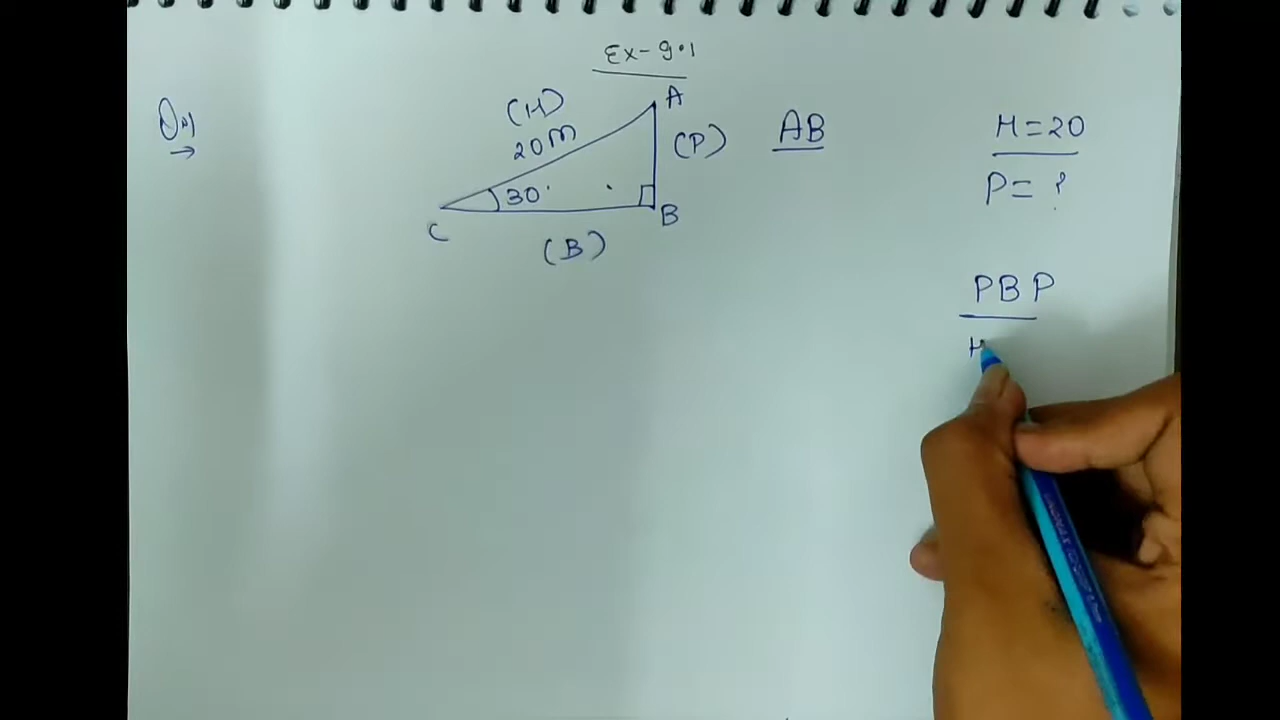 Ex-9.1
Q1
(H)
20m
A
(P)
AB
30°
C
B
(B)
H=20
P= ?
PBP
H